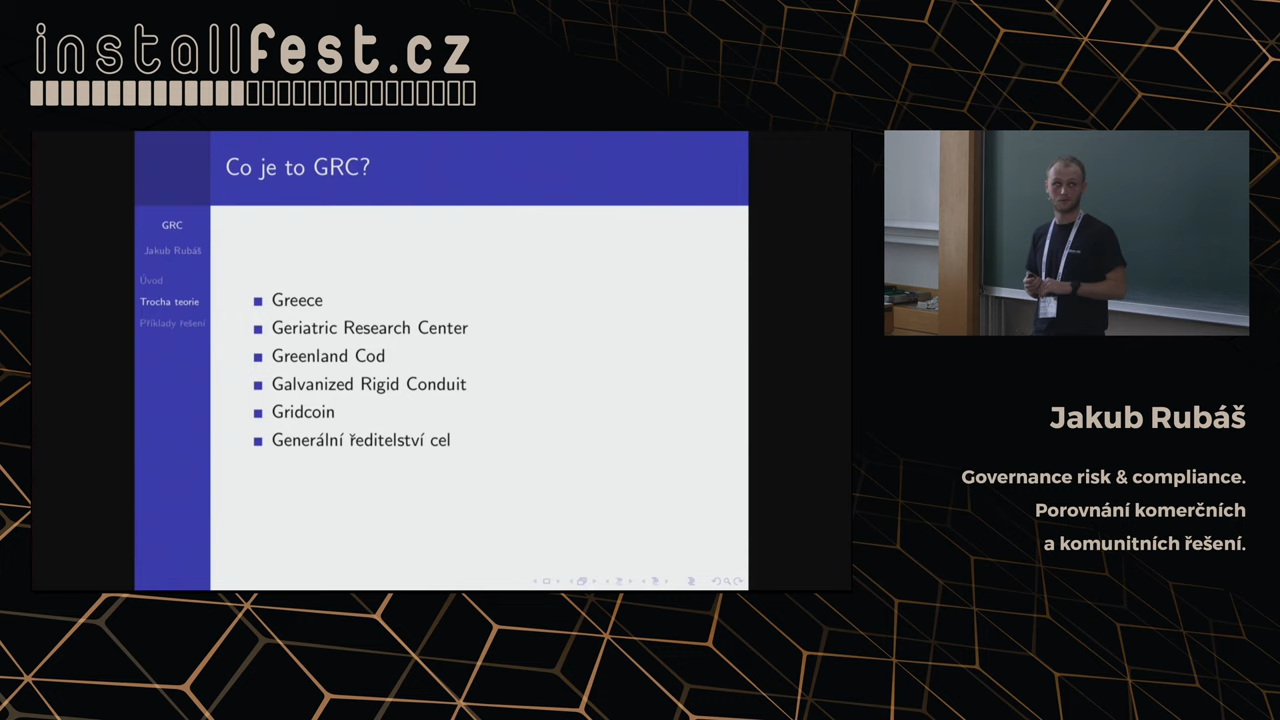 installfest.cz
Co je to GRC?
GRC
Jakub Rubáš
Úvod
Trocha teorie
Příklady řešení
Greece
Geriatric Research Center
Greenland Cod
Galvanized Rigid Conduit
Gridcoin
Generální ředitelství cel
Jakub Rubáš
Governance risk & compliance.
Porovnání komerčních
a komunitních řešení.